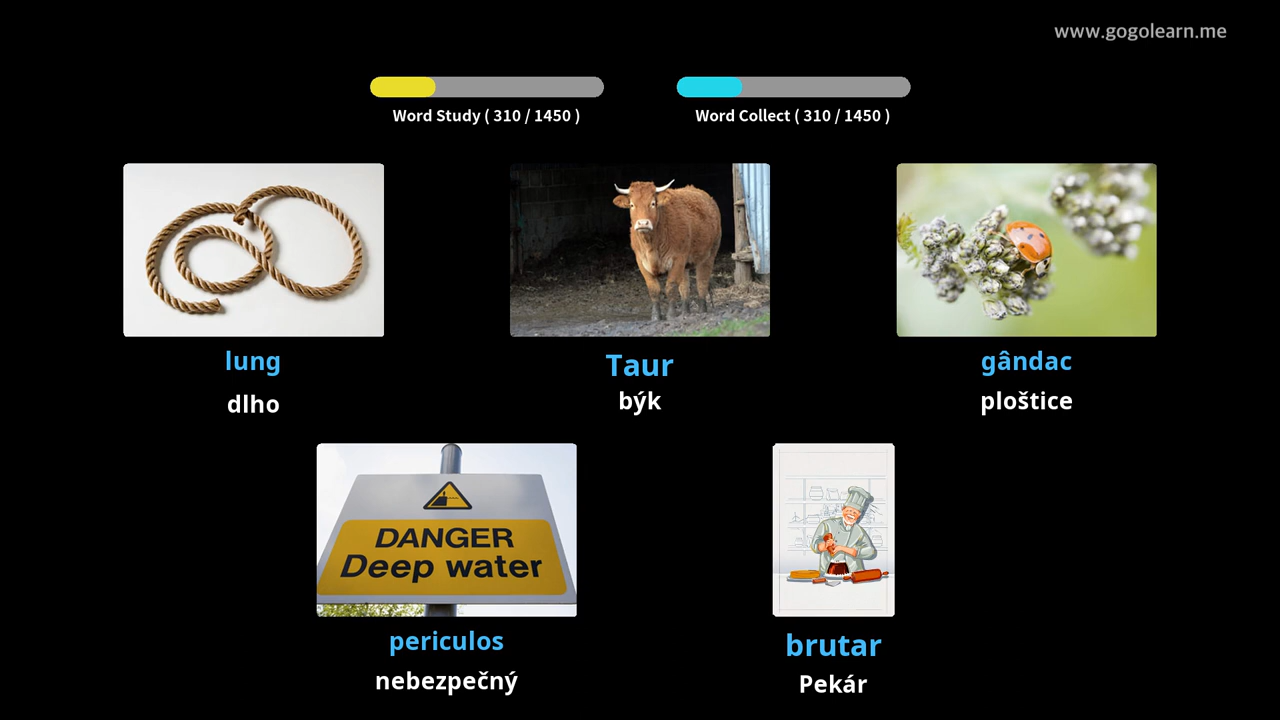 www.gogolearn.me
Word Study ( 310 / 1450 )
Word Collect ( 310 / 1450 )
lung
dlho
Taur
býk
gândac
ploštice
DANGER
Deep water
periculos
nebezpečný
brutar
Pekár